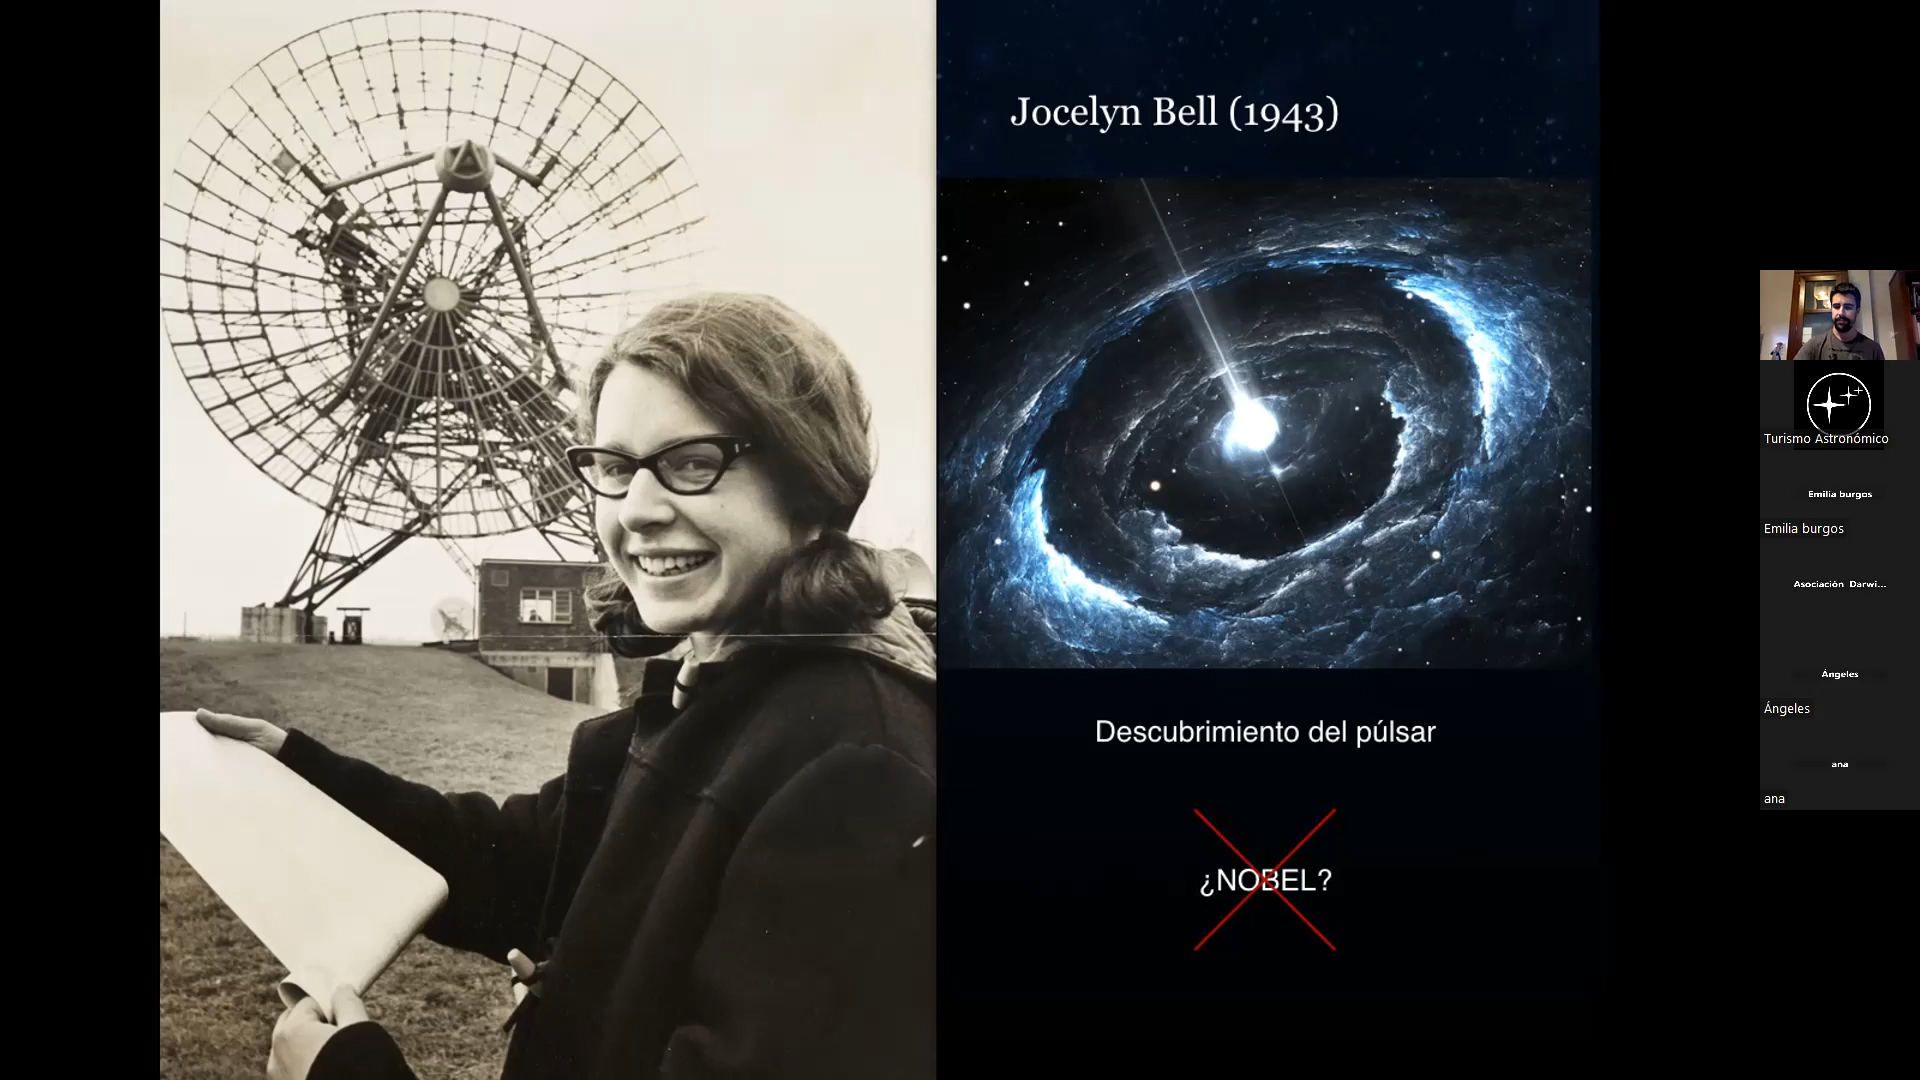 Jocelyn Bell (1943)
Descubrimiento del púlsar
¿NOBEL?
Turismo Astronómico
Emilia burgos
Emilia burgos
Asociación Darwi...
Ángeles
Ángeles
ana
ana